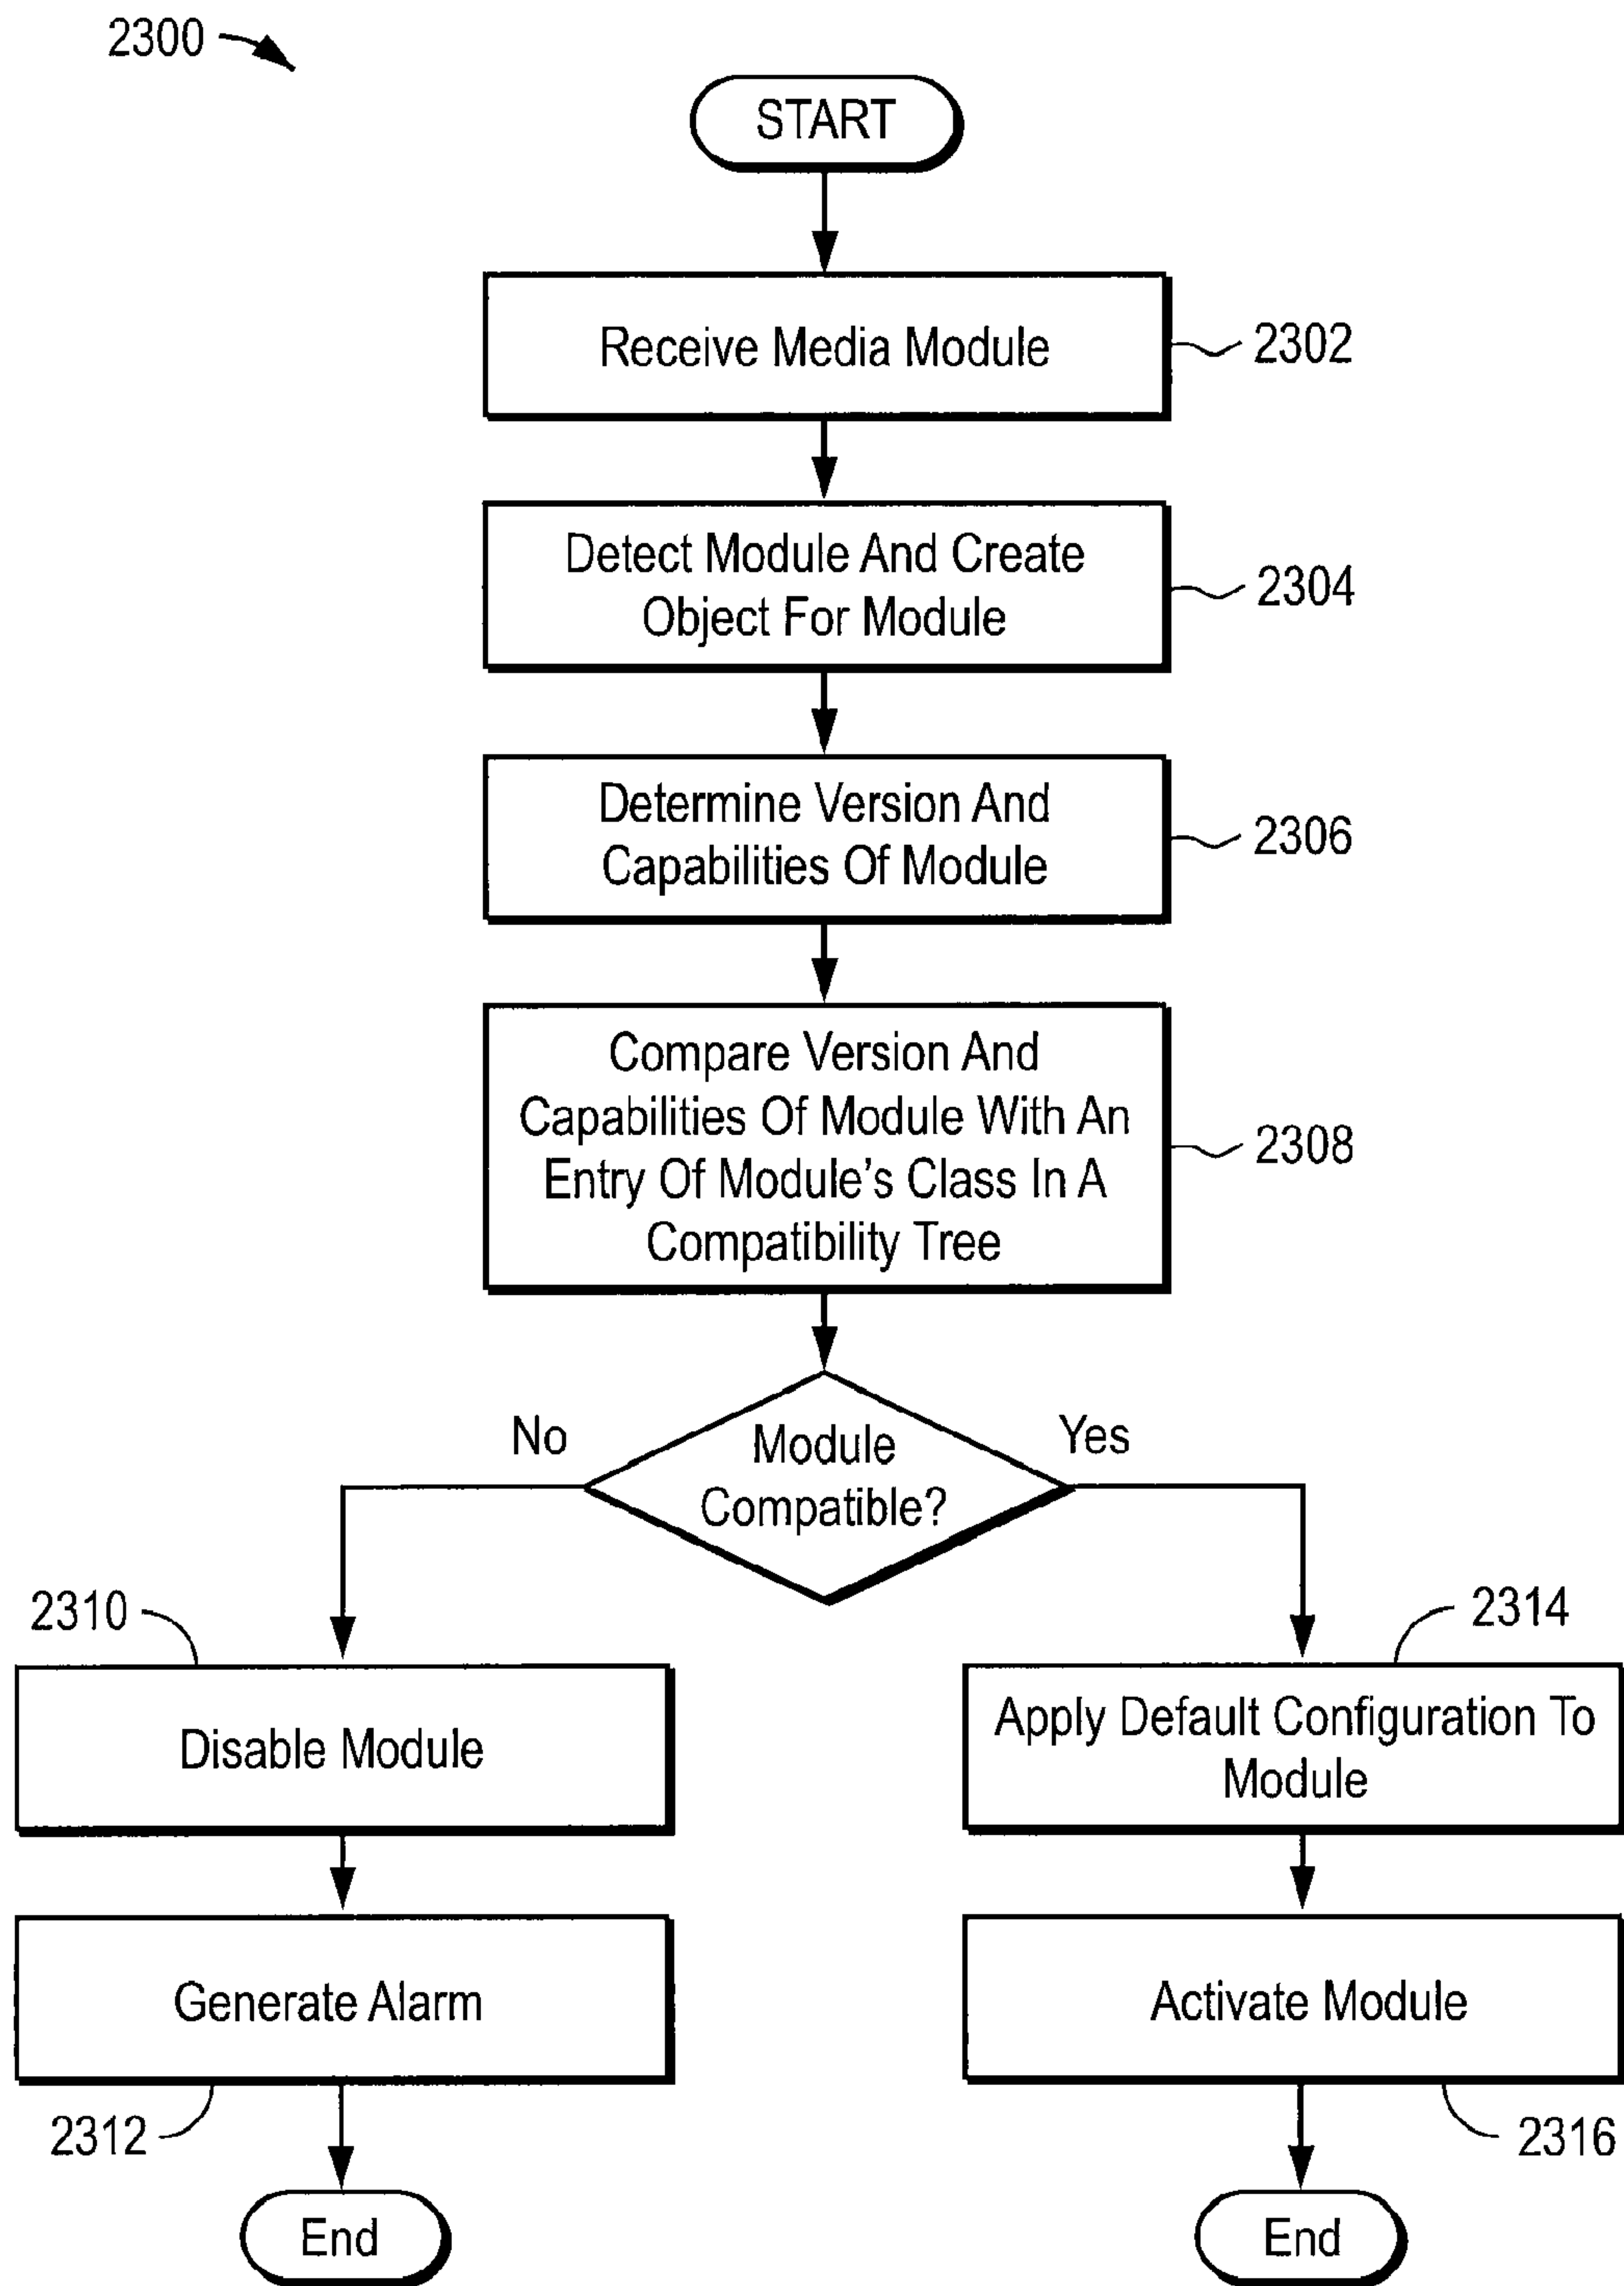 2300
START
Receive Media Module
2302
Detect Module And Create
Object For Module
2304
Determine Version And
Capabilities Of Module
2306
Compare Version And
Capabilities Of Module With An
Entry Of Module's Class In A
Compatibility Tree
2308
No
Module
Compatible?
Yes
2310
Disable Module
2314
Apply Default Configuration To
Module
Generate Alarm
2312
Activate Module
2316
End
End